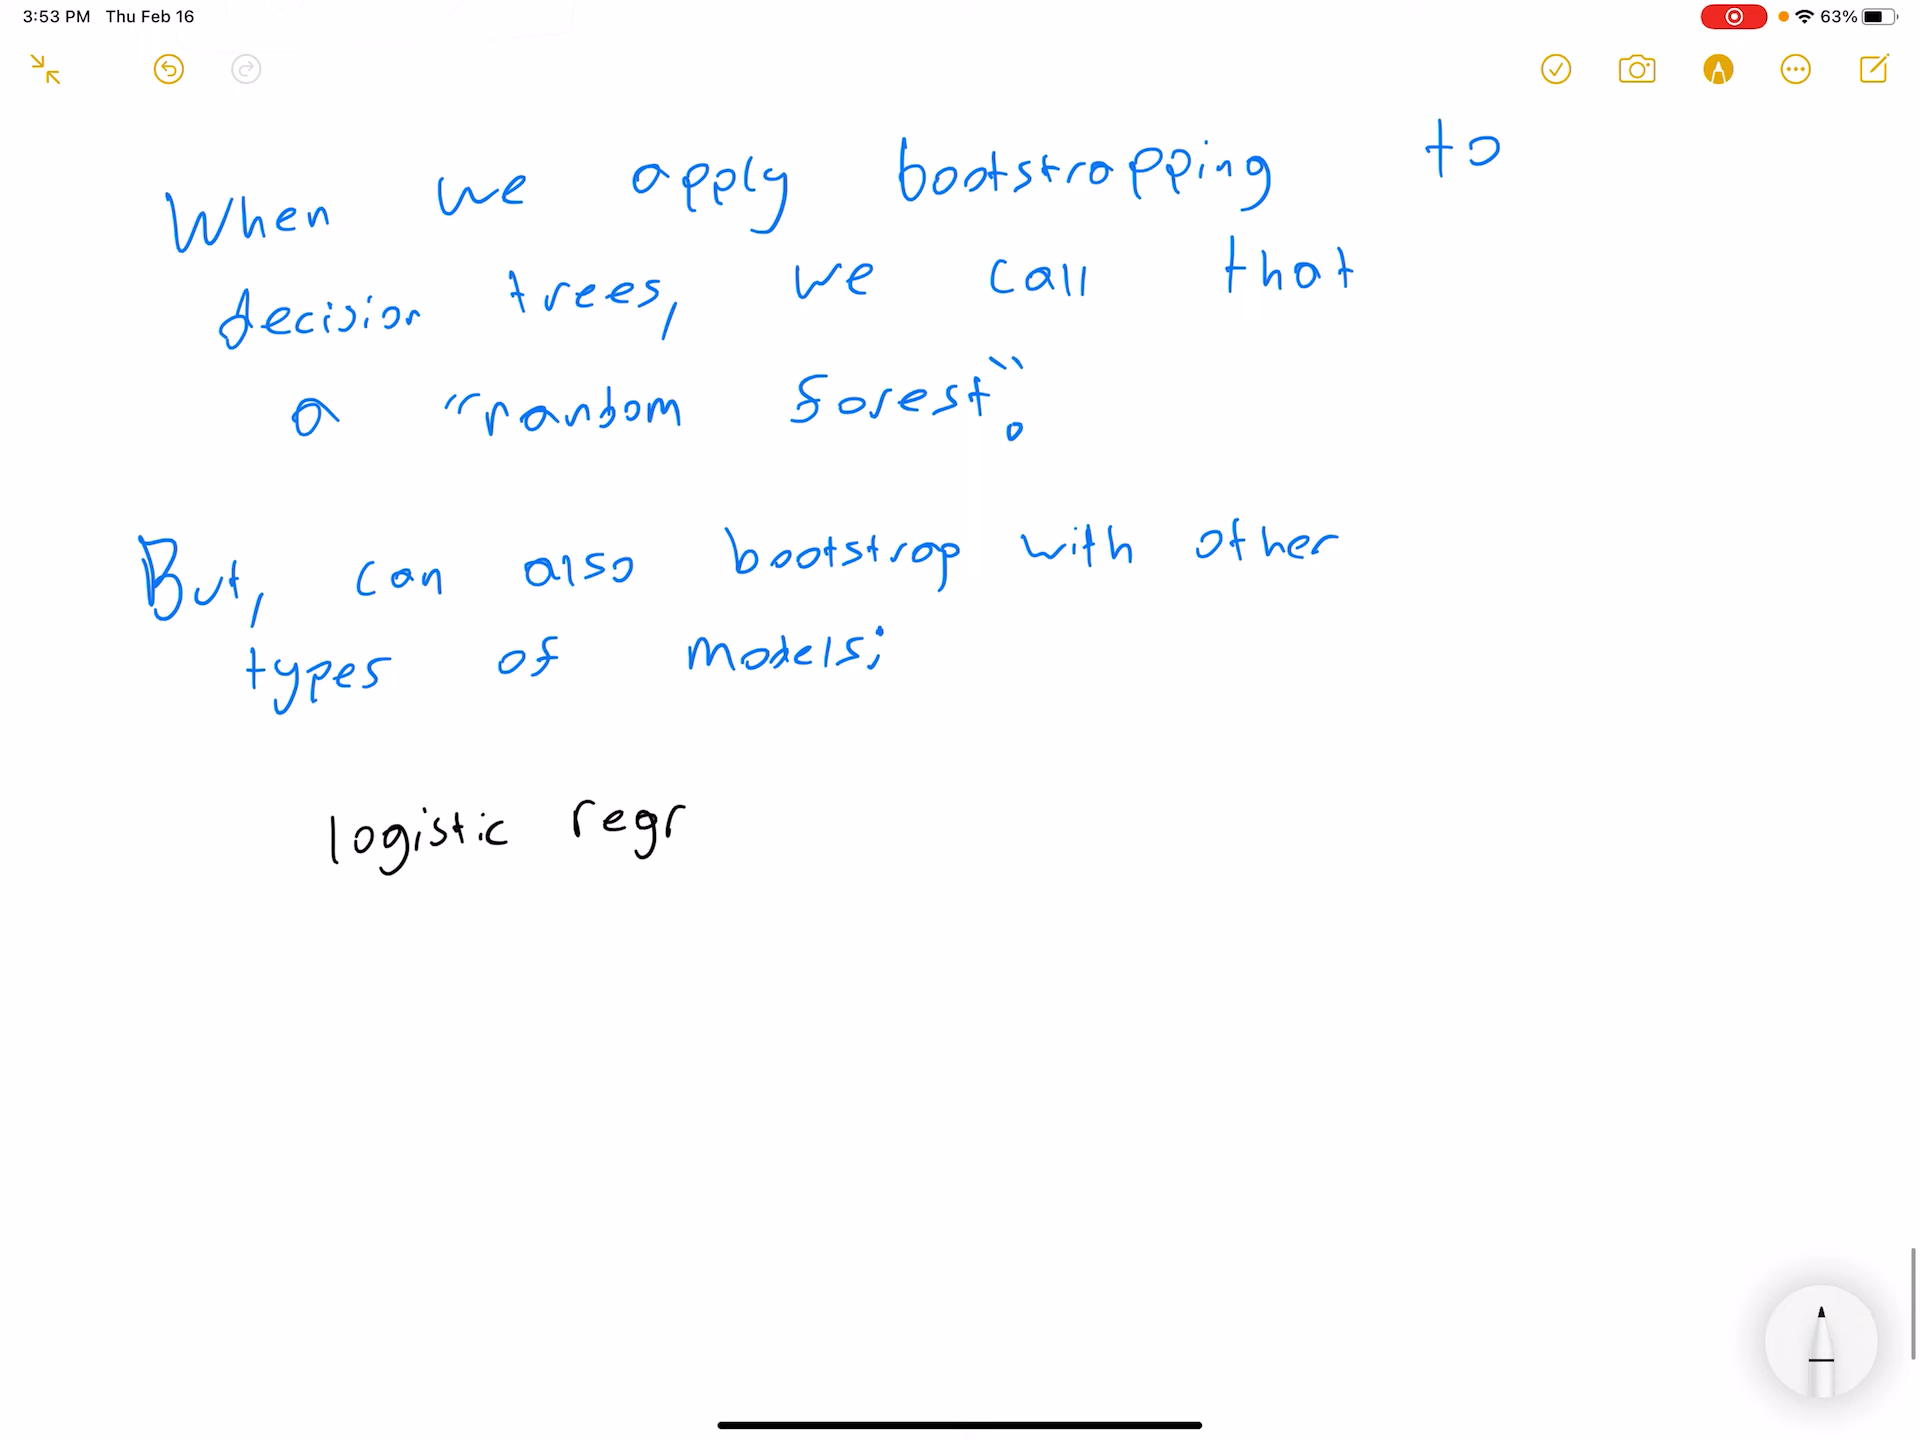 3:53 PM Thu Feb 16 63%
When we apply bootstrapping to
decision trees, we call that
a "random forest".
But, can also bootstrap with other
types of models;
logistic regr